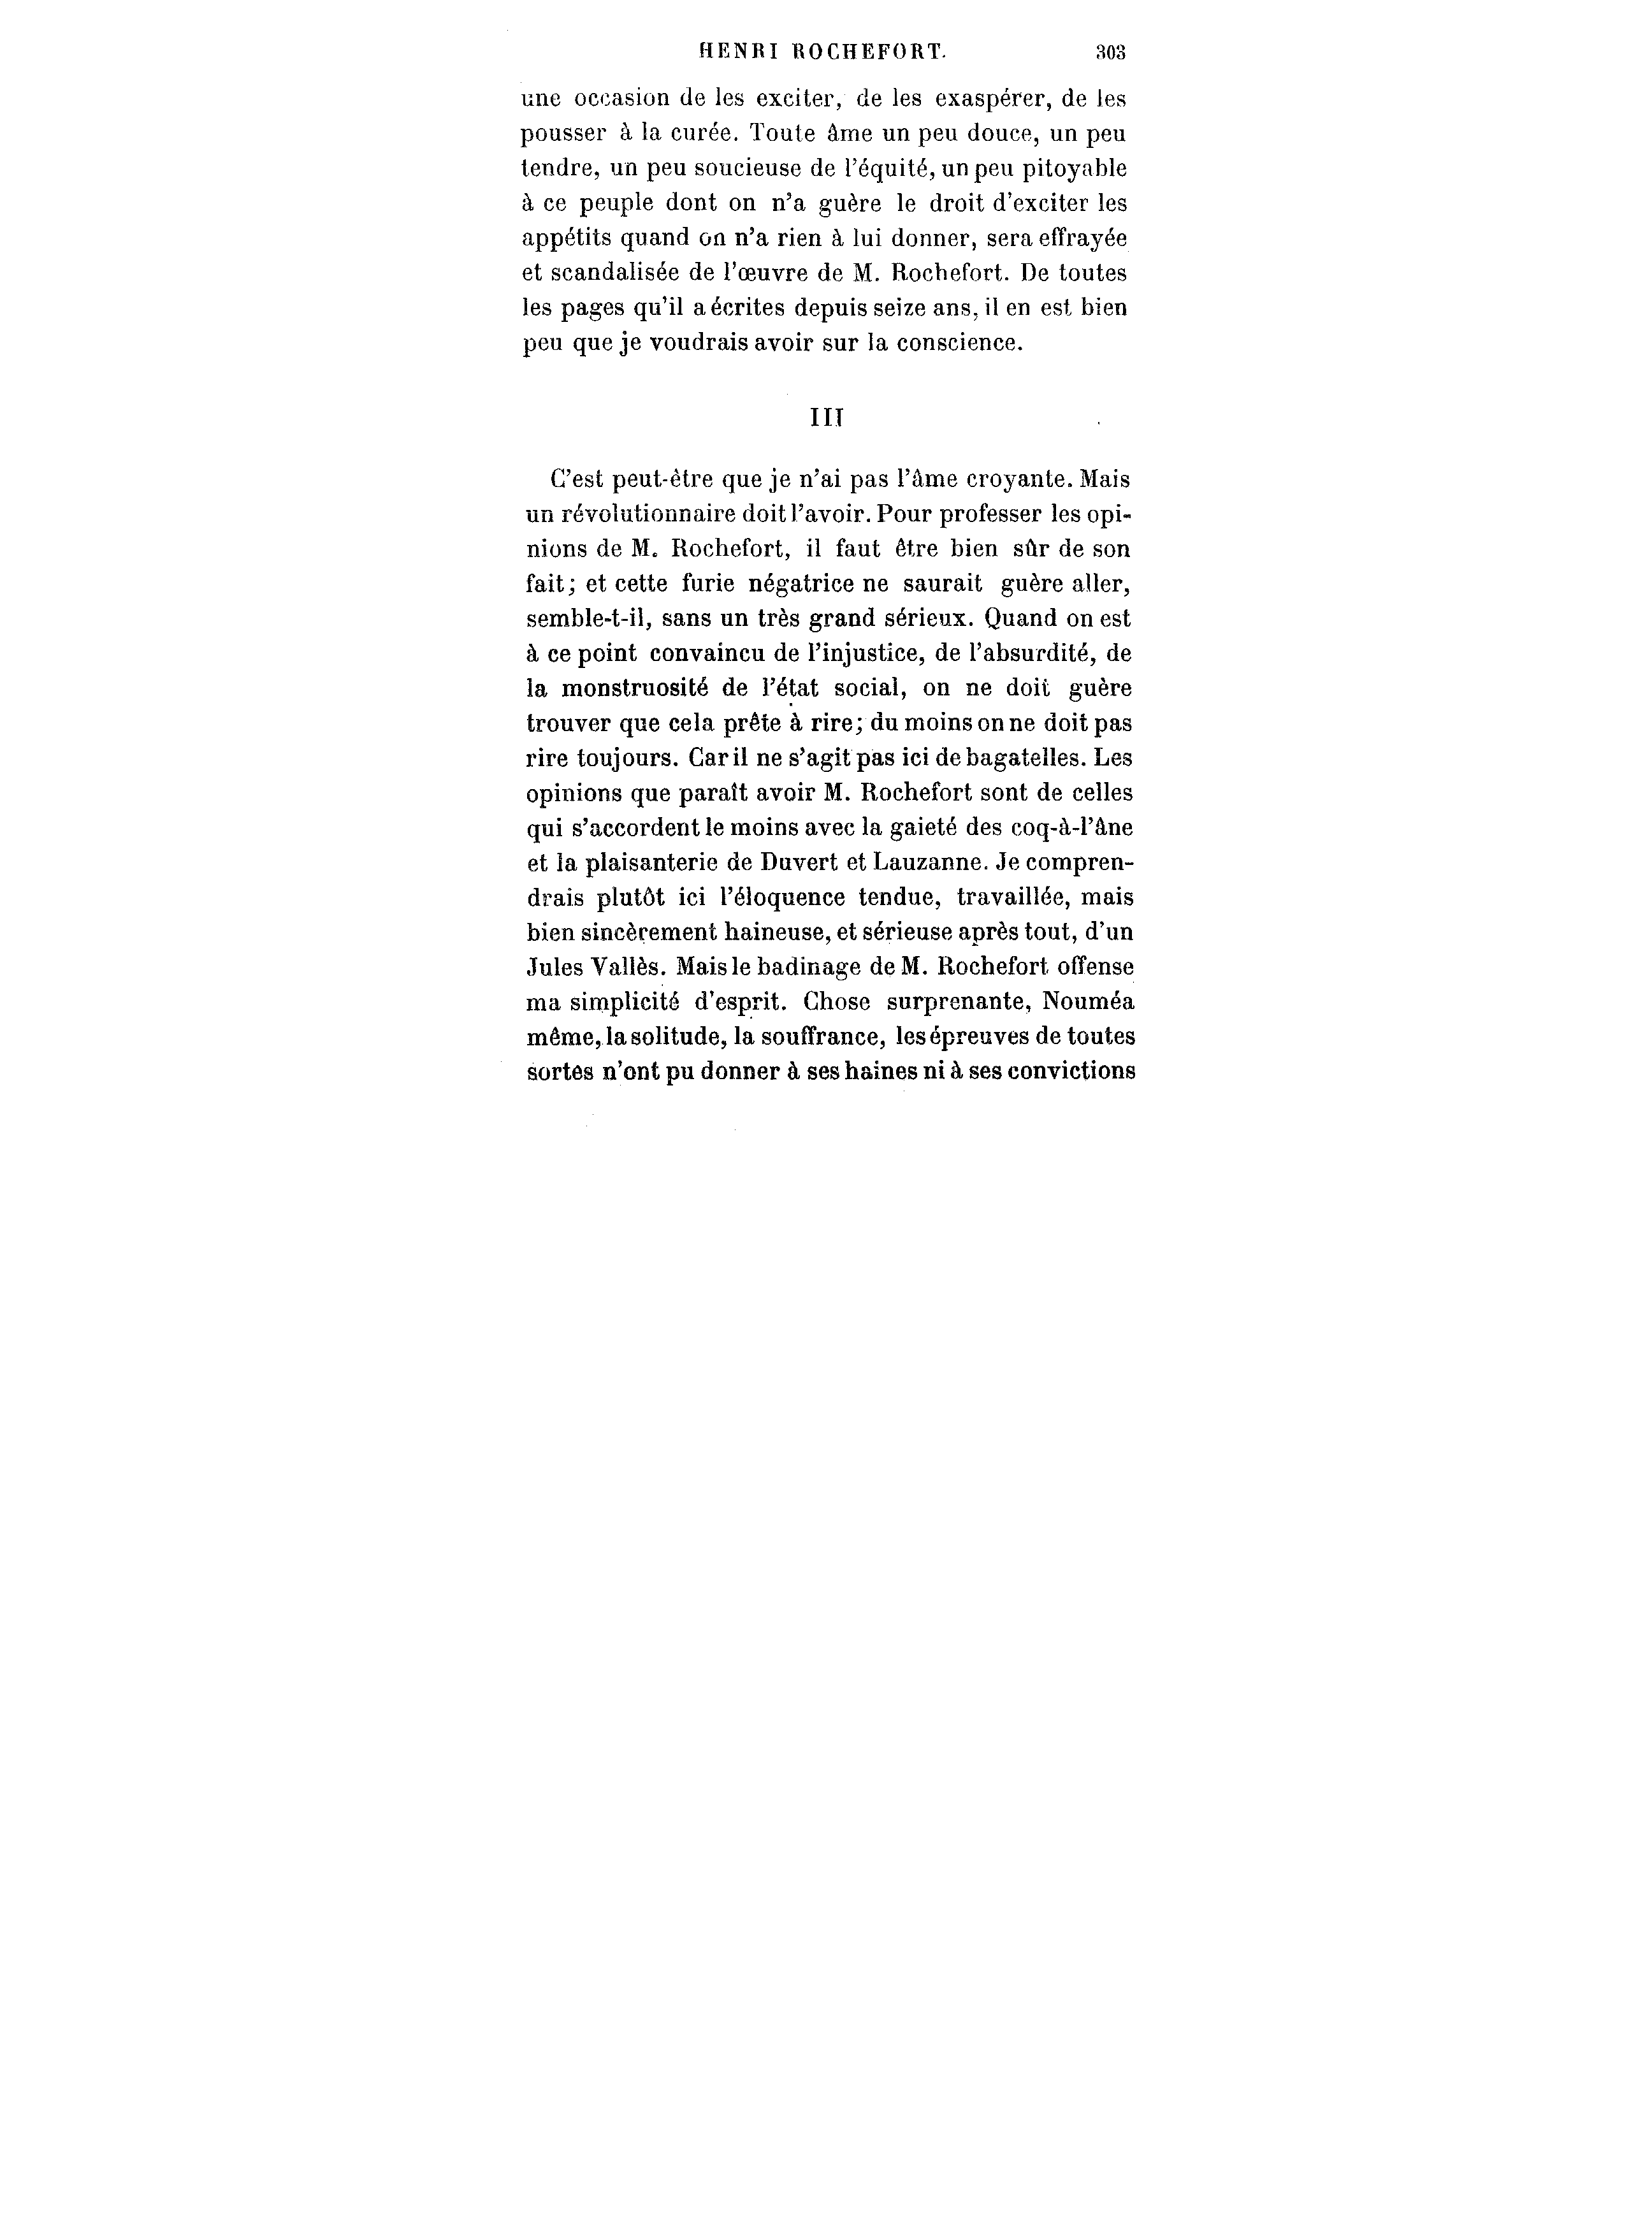 HENRI ROCHEFORT. 303
une occasion de les exciter, de les exaspérer, de les
pousser à la curée. Toute âme un peu douce, un peu
tendre, un peu soucieuse de l'équité, un peu pitoyable
à ce peuple dont on n'a guère le droit d'exciter les
appétits quand on n'a rien à lui donner, sera effrayée
et scandalisée de l'œuvre de M. Rochefort. De toutes
les pages qu'il a écrites depuis seize ans, il en est bien
peu que je voudrais avoir sur la conscience.
III
C'est peut-être que je n'ai pas l'âme croyante. Mais
un révolutionnaire doit l'avoir. Pour professer les opi-
nions de M. Rochefort, il faut être bien sûr de son
fait; et cette furie négatrice ne saurait guère aller,
semble-t-il, sans un très grand sérieux. Quand on est
à ce point convaincu de l'injustice, de l'absurdité, de
la monstruosité de l'état social, on ne doit guère
trouver que cela prête à rire; du moins on ne doit pas
rire toujours. Car il ne s'agit pas ici de bagatelles. Les
opinions que paraît avoir M. Rochefort sont de celles
qui s'accordent le moins avec la gaieté des coq-à-l'âne
et la plaisanterie de Duvert et Lauzanne. Je compren-
drais plutôt ici l'éloquence tendue, travaillée, mais
bien sincèrement haineuse, et sérieuse après tout, d'un
Jules Vallès. Mais le badinage de M. Rochefort offense
ma simplicité d'esprit. Chose surprenante, Nouméa
même, la solitude, la souffrance, les épreuves de toutes
sortes n'ont pu donner à ses haines ni à ses convictions